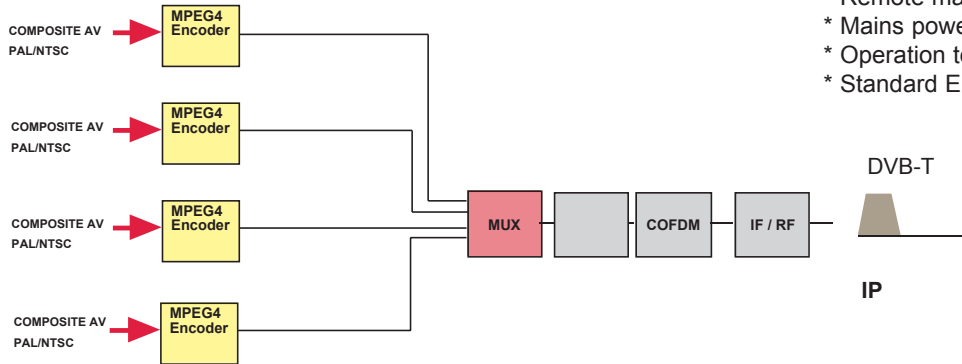 MPEG4
Encoder
COMPOSITE AV
PAL/NTSC
* Mains
* Operation
* Standard
MPEG4
Encoder
COMPOSITE AV
PAL/NTSC
DVB-T
MPEG4
Encoder
COMPOSITE AV
PAL/NTSC
MUX
COFDM
IF / RF
IP
MPEG4
Encoder
COMPOSITE AV
PAL/NTSC